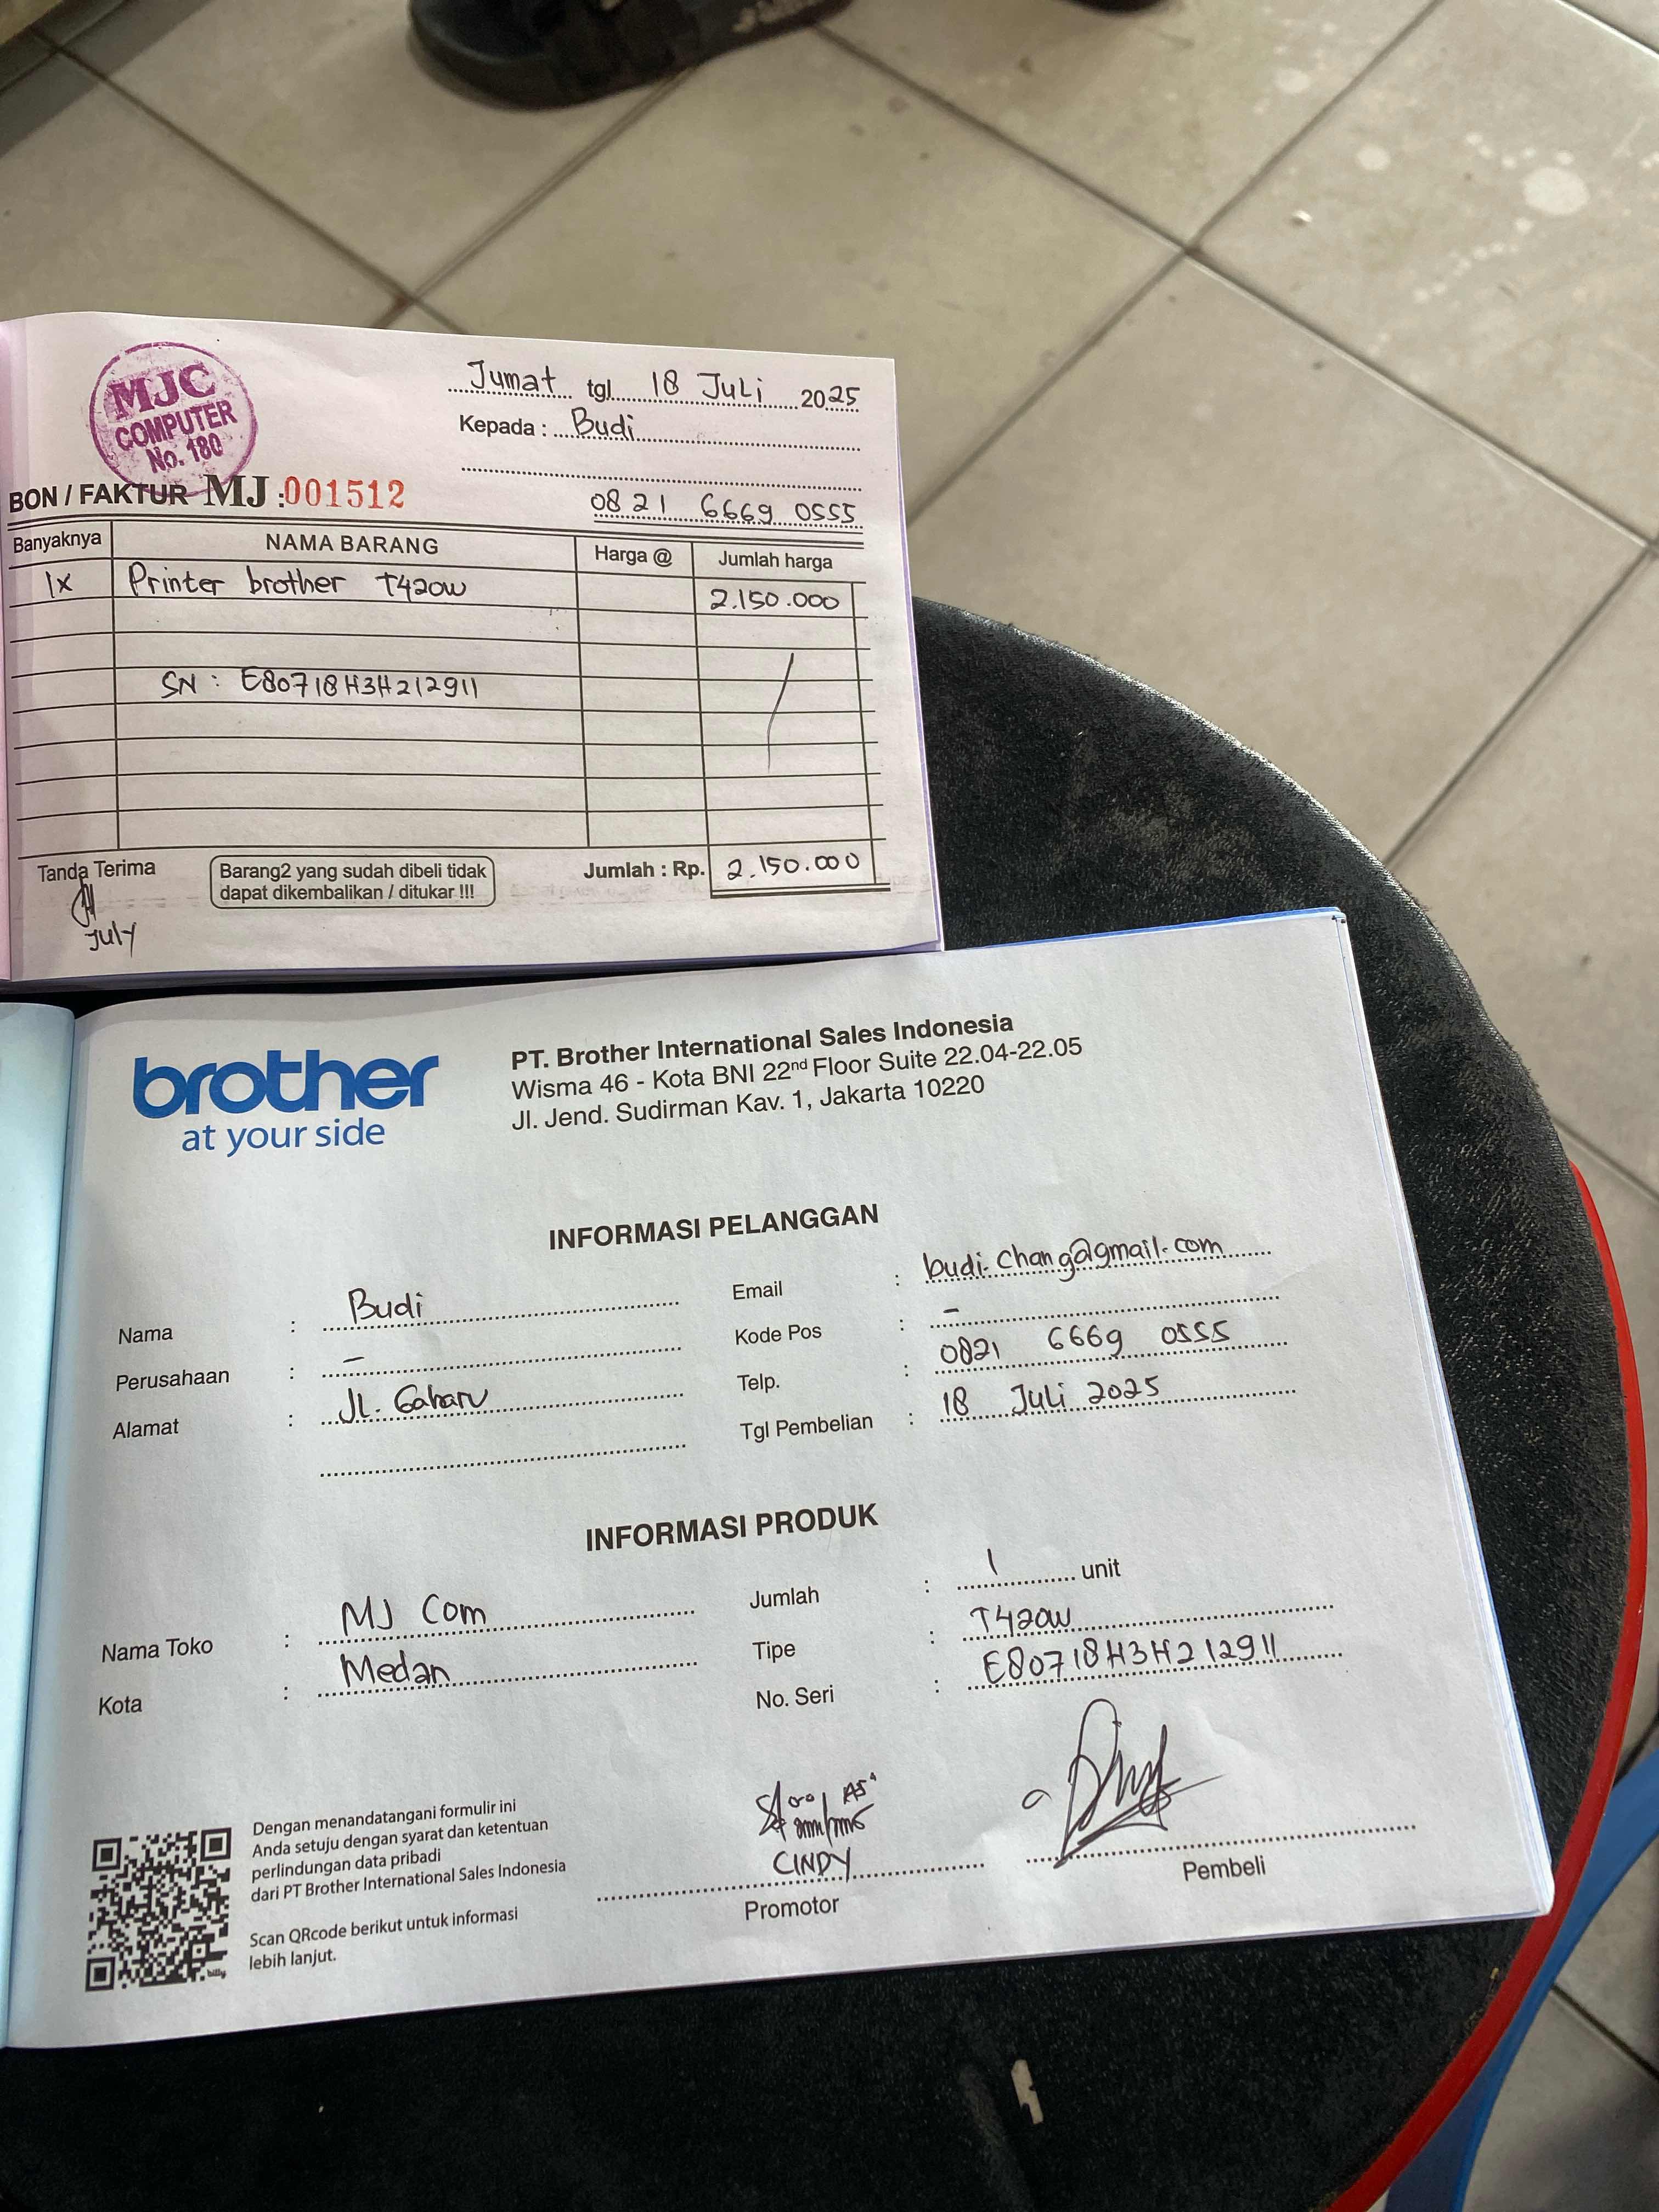 MJC
COMPUTER
No. 180
Jumat tgl 18 Juli 2025
Kepada : Budi
BON / FAKTUR MJ :001512
0821 6669 0555
Banyaknya NAMA BARANG Harga @ Jumlah harga
1x Printer brother T420w 2.150.000
SN : E80718H3H212911
Tanda Terima
Barang2 yang sudah dibeli tidak
dapat dikembalikan / ditukar !!!
Jumlah : Rp. 2.150.000
July
brother
at your side
PT. Brother International Sales Indonesia
Wisma 46 - Kota BNI 22nd Floor Suite 22.04-22.05
Jl. Jend. Sudirman Kav. 1, Jakarta 10220
INFORMASI PELANGGAN
Nama : Budi
Perusahaan : -
Alamat : Jl. Gaharu
Email : budi.chang@gmail.com
Kode Pos : -
Telp. : 0821 6669 0555
Tgl Pembelian : 18 Juli 2025
INFORMASI PRODUK
Nama Toko : MJ Com
Kota : Medan
Jumlah : 1 unit
Tipe : T420W
No. Seri : E80718H3H212911
Dengan menandatangani formulir ini
Anda setuju dengan syarat dan ketentuan
perlindungan data pribadi
dari PT Brother International Sales Indonesia
Scan QRcode berikut untuk informasi
lebih lanjut.
billy
CINDY
Promotor
Pembeli